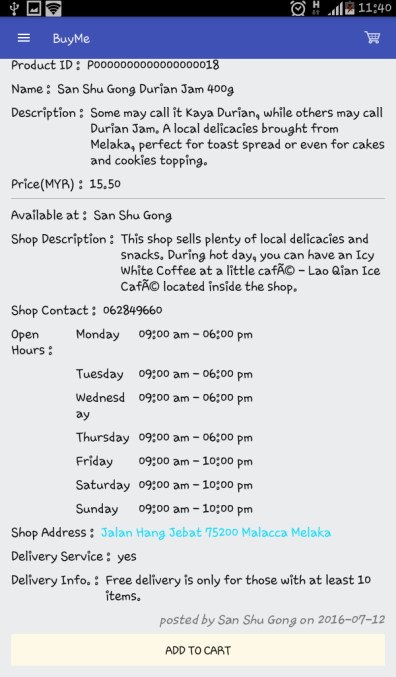 H
11:40
BuyMe
Product ID : P0000000000000000018
Name : San Shu Gong Durian Jam 400g
Description : Some may call it Kaya Durian, while others may call
Durian Jam. A local delicacies brought from
Melaka, perfect for toast spread or even for cakes
and cookies topping.
Price(MYR) : 15.50
Available at : San Shu Gong
Shop Description : This shop sells plenty of local delicacies and
snacks. During hot day, you can have an Icy
White Coffee at a little cafÃ© - Lao Qian Ice
CafÃ© located inside the shop.
Shop Contact : 062849660
Open Monday 09:00 am - 06:00 pm
Hours :
Tuesday 09:00 am - 06:00 pm
Wednesd 09:00 am - 06:00 pm
ay
Thursday 09:00 am - 06:00 pm
Friday 09:00 am - 10:00 pm
Saturday 09:00 am - 10:00 pm
Sunday 09:00 am - 10:00 pm
Shop Address : Jalan Hang Jebat 75200 Malacca Melaka
Delivery Service : yes
Delivery Info. : Free delivery is only for those with at least 10
items.
posted by San Shu Gong on 2016-07-12
ADD TO CART